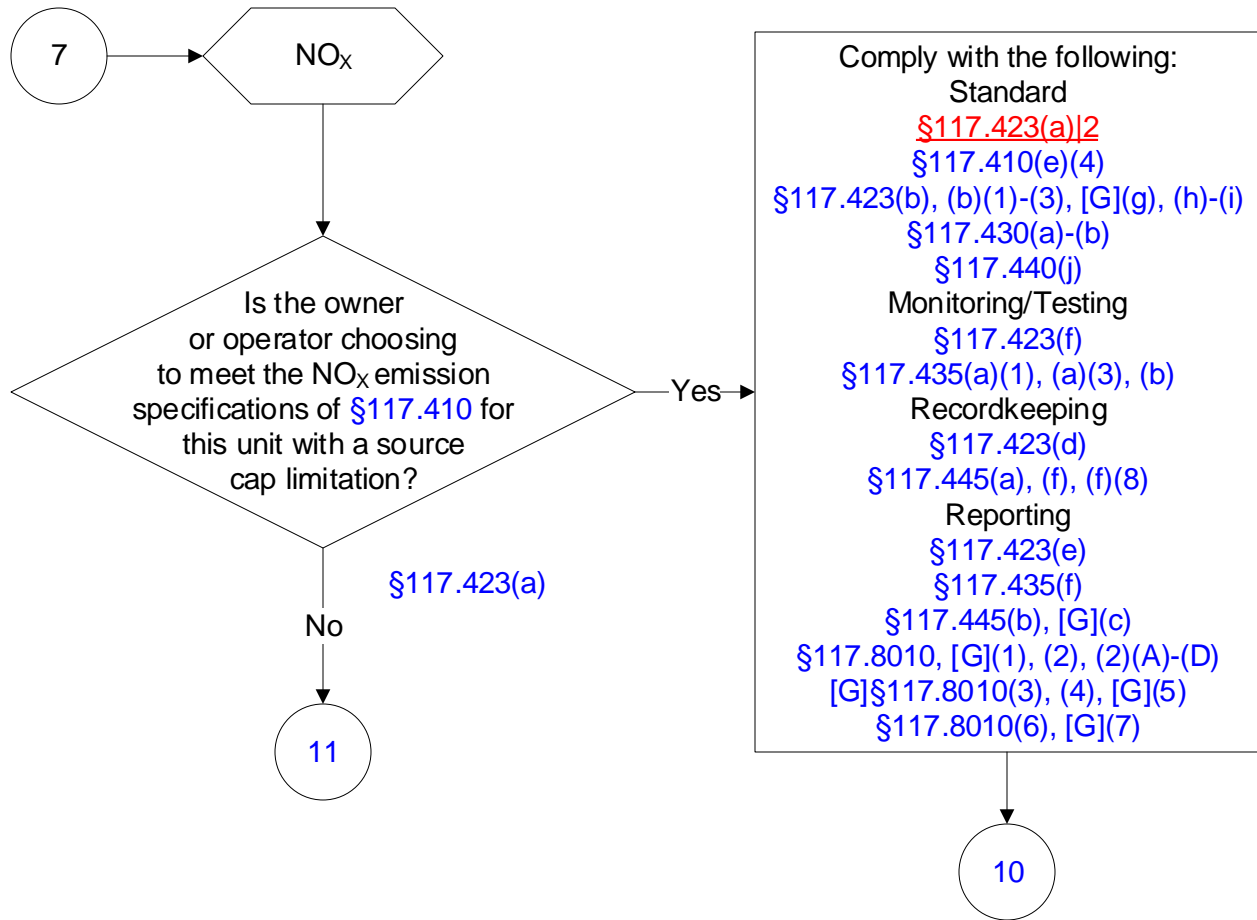 7
NOX
Is the owner
or operator choosing
to meet the NOX emission
specifications of §117.410 for
this unit with a source
cap limitation?
Yes
§117.423(a)
No
11
Comply with the following:
Standard
§117.423(a)|2
§117.410(e)(4)
§117.423(b), (b)(1)-(3), [G](g), (h)-(i)
§117.430(a)-(b)
§117.440(j)
Monitoring/Testing
§117.423(f)
§117.435(a)(1), (a)(3), (b)
Recordkeeping
§117.423(d)
§117.445(a), (f), (f)(8)
Reporting
§117.423(e)
§117.435(f)
§117.445(b), [G](c)
§117.8010, [G](1), (2), (2)(A)-(D)
[G]§117.8010(3), (4), [G](5)
§117.8010(6), [G](7)
10